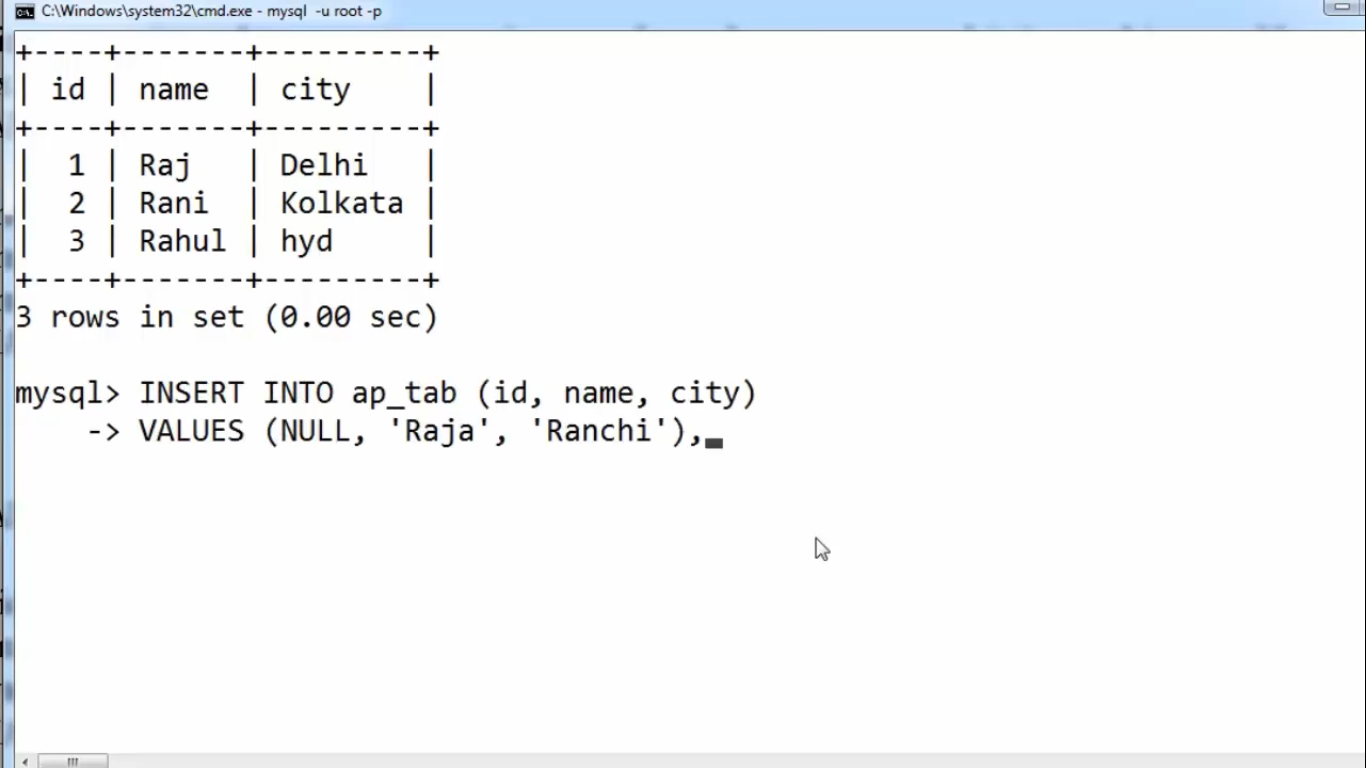 C:\Windows\system32\cmd.exe - mysql  -u root -p
+----+-------+---------+
| id | name  | city    |
+----+-------+---------+
|  1 | Raj   | Delhi   |
|  2 | Rani  | Kolkata |
|  3 | Rahul | hyd     |
+----+-------+---------+
3 rows in set (0.00 sec)
mysql> INSERT INTO ap_tab (id, name, city)
    -> VALUES (NULL, 'Raja', 'Ranchi'),